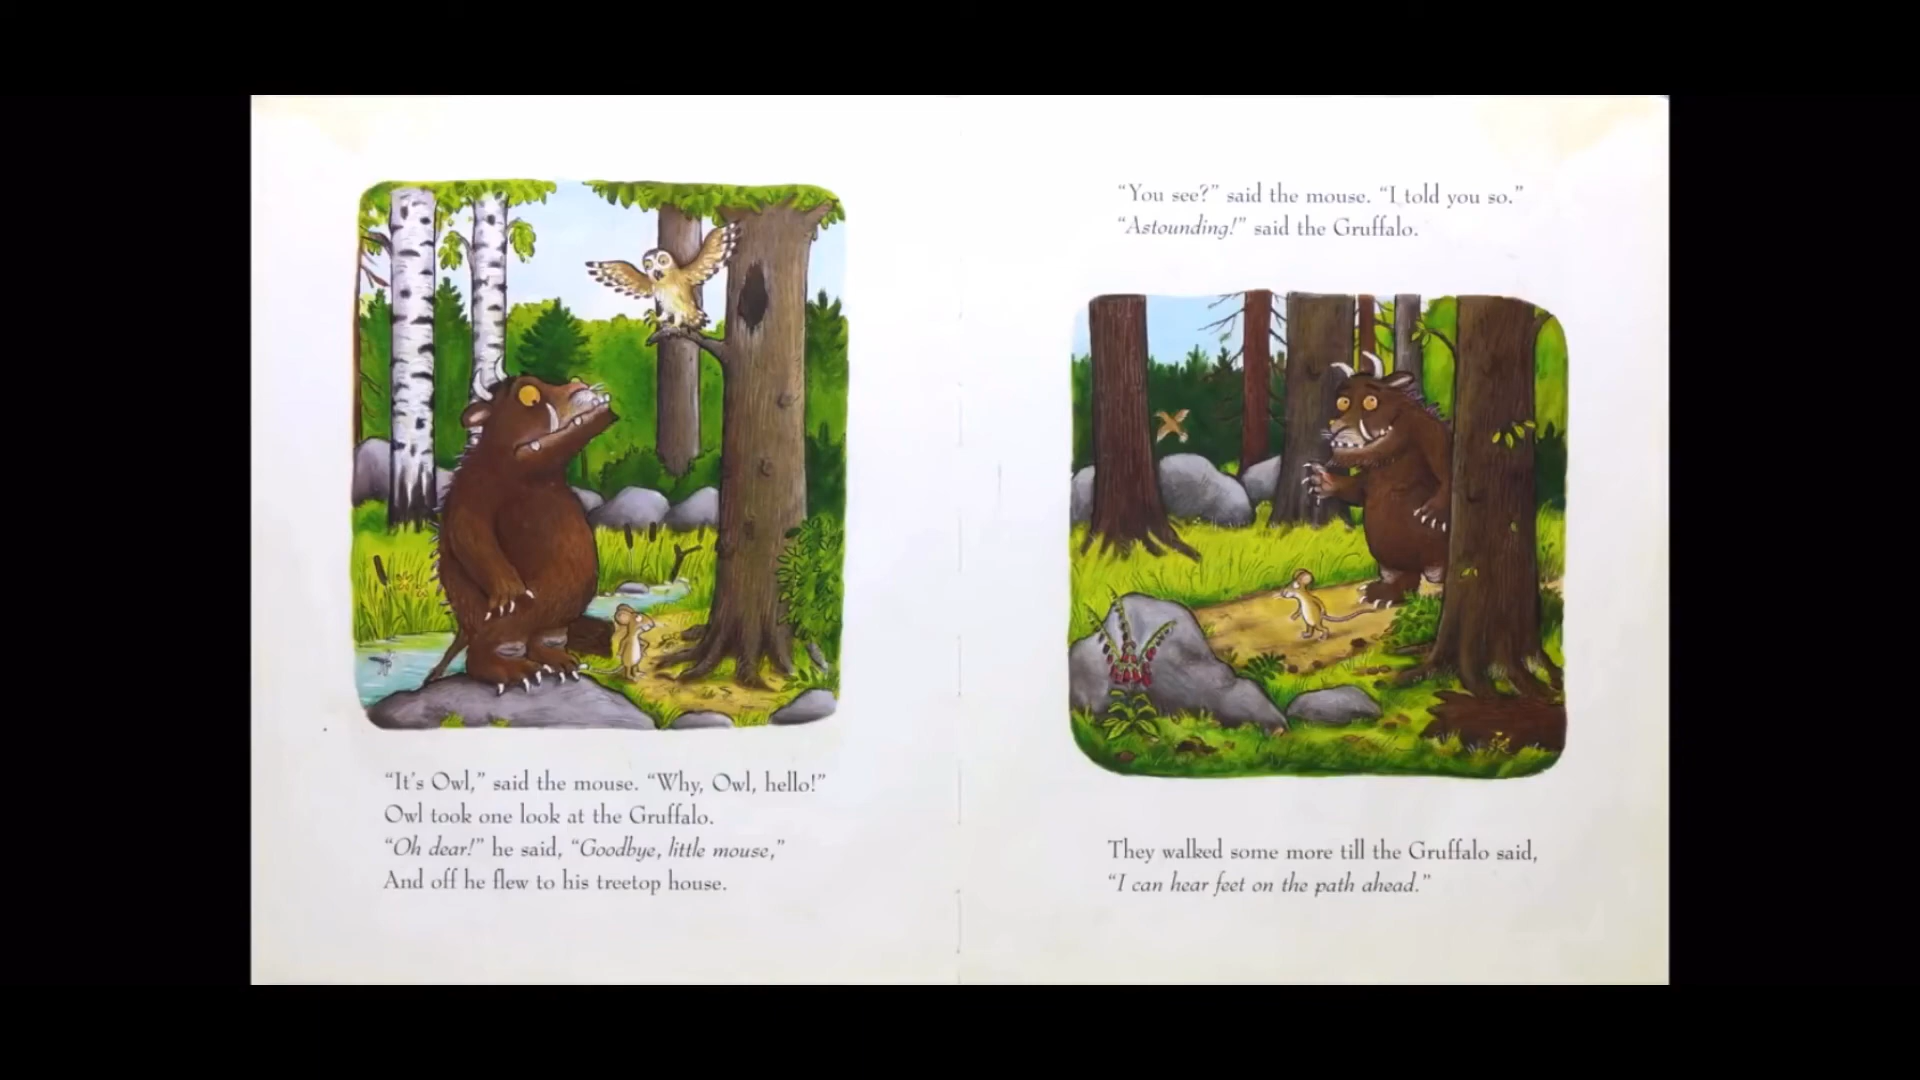 “It’s Owl,” said the mouse. “Why, Owl, hello!”
Owl took one look at the Gruffalo.
“Oh dear!” he said, “Goodbye, little mouse,”
And off he flew to his treetop house.
“You see?” said the mouse. “I told you so.”
“Astounding!” said the Gruffalo.
They walked some more till the Gruffalo said,
“I can hear feet on the path ahead.”